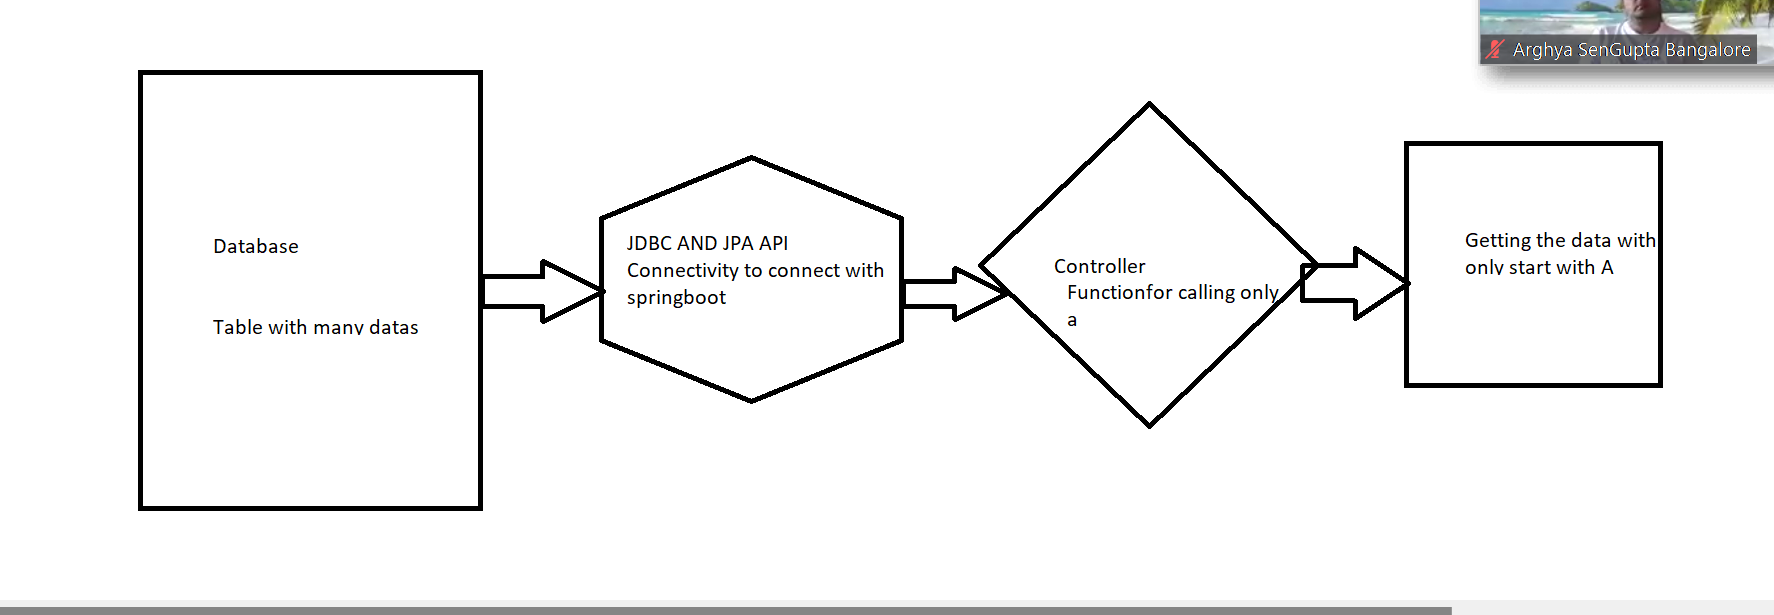 Arghya SenGupta Bangalore
Database
Table with many datas
JDBC AND JPA API
Connectivity to connect with
springboot
Controller
Functionfor calling only
a
Getting the data with
only start with A